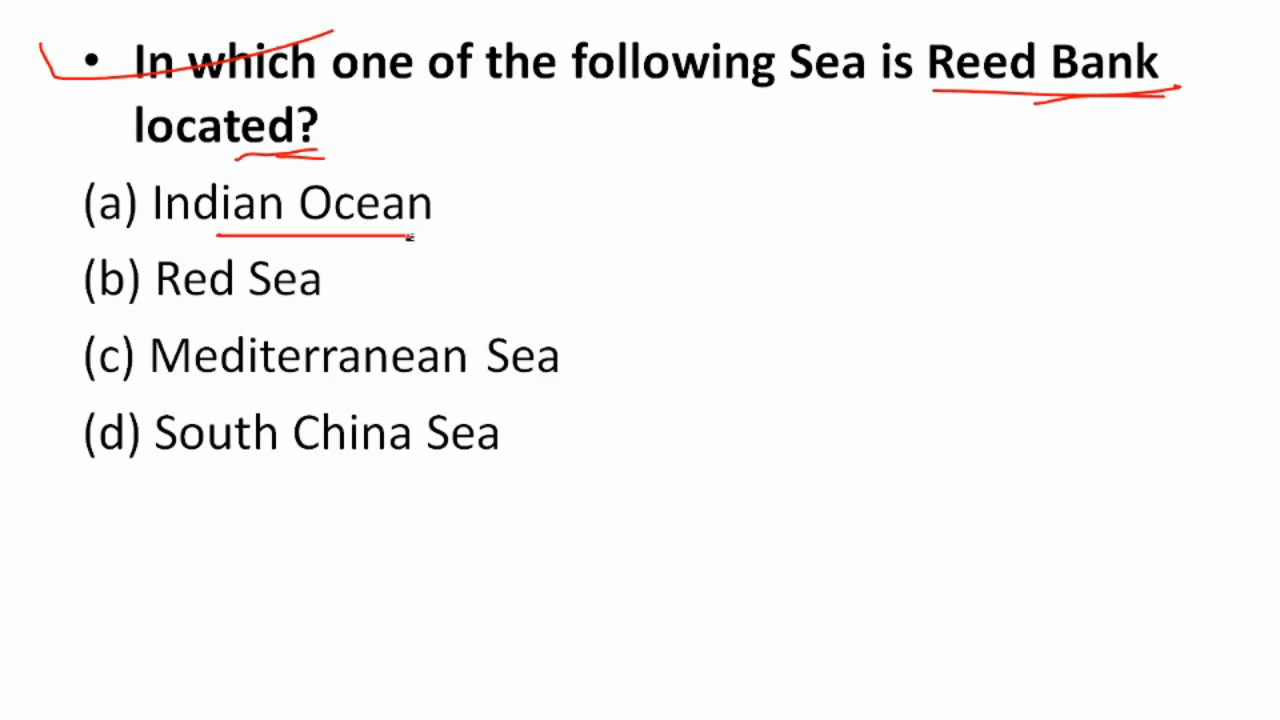 • In which one of the following Sea is Reed Bank
located?
(a) Indian Ocean
(b) Red Sea
(c) Mediterranean Sea
(d) South China Sea